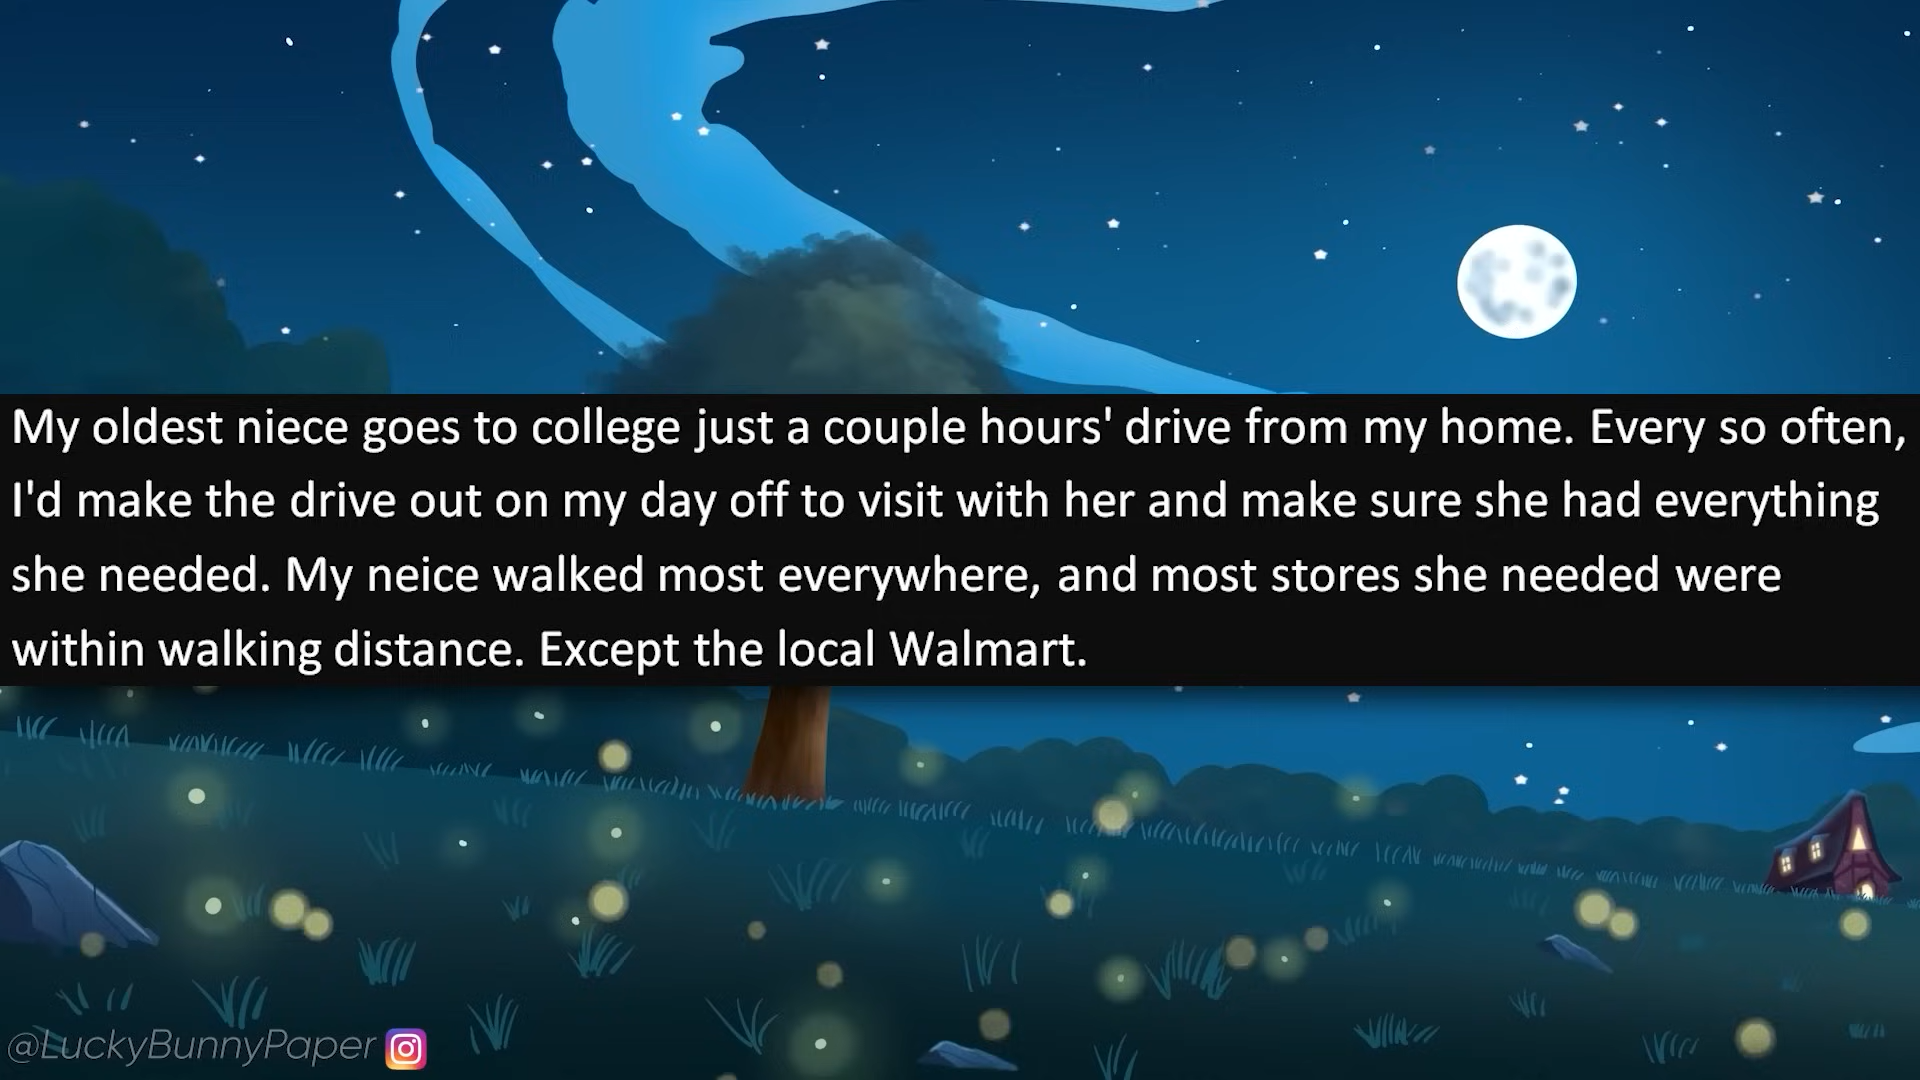 My oldest niece goes to college just a couple hours' drive from my home. Every so often,
I'd make the drive out on my day off to visit with her and make sure she had everything
she needed. My neice walked most everywhere, and most stores she needed were
within walking distance. Except the local Walmart.
@LuckyBunnyPaper